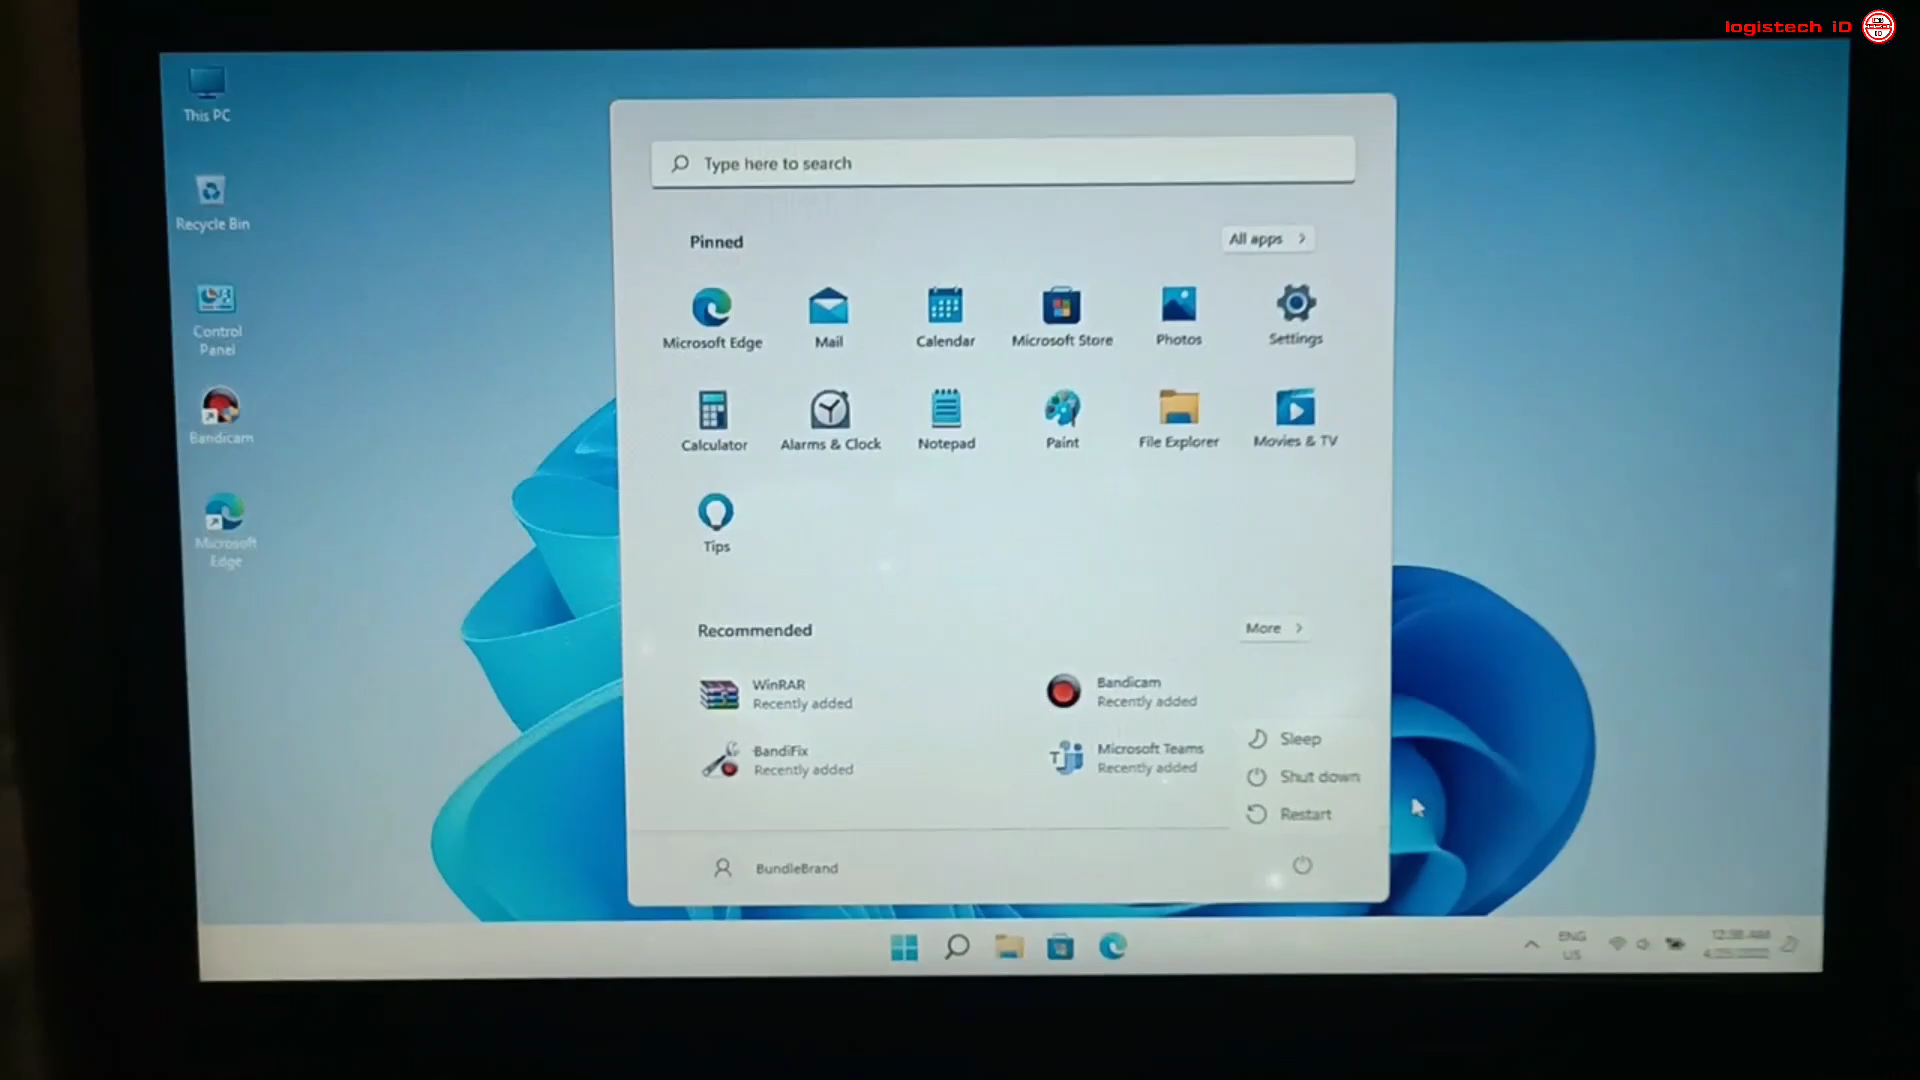 logistech iD
This PC
Recycle Bin
Control
Panel
Bandicam
Microsoft
Edge
Type here to search
Pinned
All apps
Microsoft Edge
Mail
Calendar
Microsoft Store
Photos
Settings
Calculator
Alarms & Clock
Notepad
Paint
File Explorer
Movies & TV
Tips
Recommended
More
WinRAR
Recently added
Bandicam
Recently added
BandiFix
Recently added
Microsoft Teams
Recently added
Sleep
Shut down
Restart
BundleBrand
ENG
US